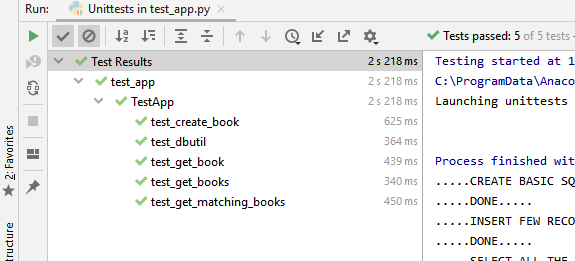 Run: Unittests in test_app.py
Tests passed: 5 of 5 tests
Test Results 2 s 218 ms
test_app 2 s 218 ms
TestApp 2 s 218 ms
test_create_book 625 ms
test_dbutil 364 ms
test_get_book 439 ms
test_get_books 340 ms
test_get_matching_books 450 ms
Testing started at 1
C:\ProgramData\Anaco
Launching unittests
Process finished wit
.....CREATE BASIC SQ
.....DONE.....
.....INSERT FEW RECO
.....DONE.....
SELECT ALL THE
2: Favorites
ructure